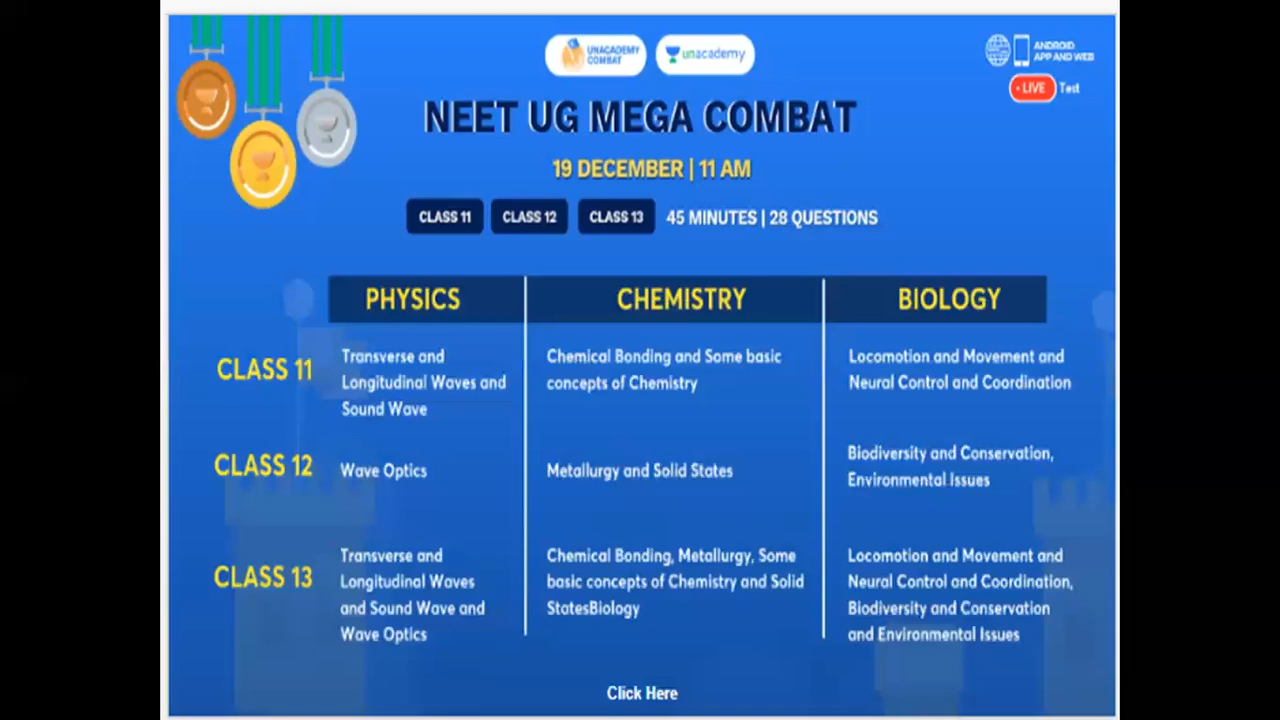 UNACADEMY
COMBAT
unacademy
ANDROID
APP AND WEB
• LIVE Test
NEET UG MEGA COMBAT
19 DECEMBER | 11 AM
CLASS 11 CLASS 12 CLASS 13 45 MINUTES | 28 QUESTIONS
PHYSICS CHEMISTRY BIOLOGY
CLASS 11
Transverse and
Longitudinal Waves and
Sound Wave
Chemical Bonding and Some basic
concepts of Chemistry
Locomotion and Movement and
Neural Control and Coordination
CLASS 12
Wave Optics
Metallurgy and Solid States
Biodiversity and Conservation,
Environmental Issues
CLASS 13
Transverse and
Longitudinal Waves
and Sound Wave and
Wave Optics
Chemical Bonding, Metallurgy, Some
basic concepts of Chemistry and Solid
StatesBiology
Locomotion and Movement and
Neural Control and Coordination,
Biodiversity and Conservation
and Environmental Issues
Click Here